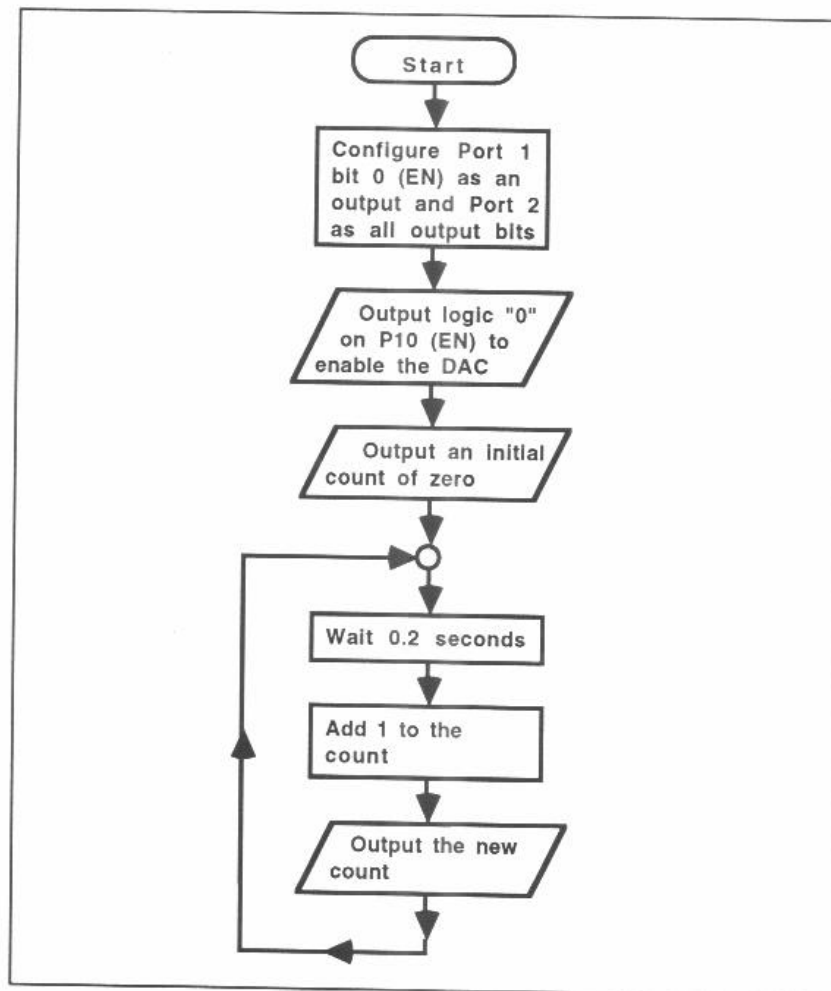 Start
Configure Port 1
bit 0 (EN) as an
output and Port 2
as all output bits
Output logic "0"
on P10 (EN) to
enable the DAC
Output an initial
count of zero
Wait 0.2 seconds
Add 1 to the
count
Output the new
count